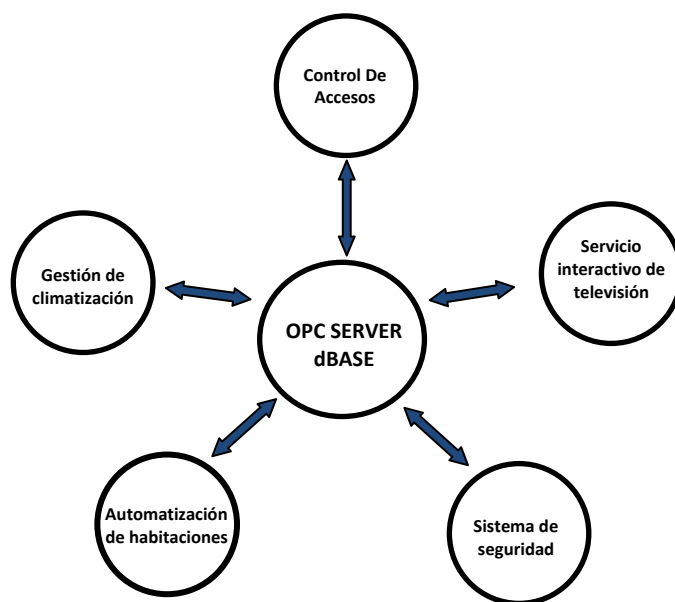 Control De
Accesos
Gestión de
climatización
Servicio
interactivo de
televisión
OPC SERVER
dBASE
Automatización
de habitaciones
Sistema de
seguridad